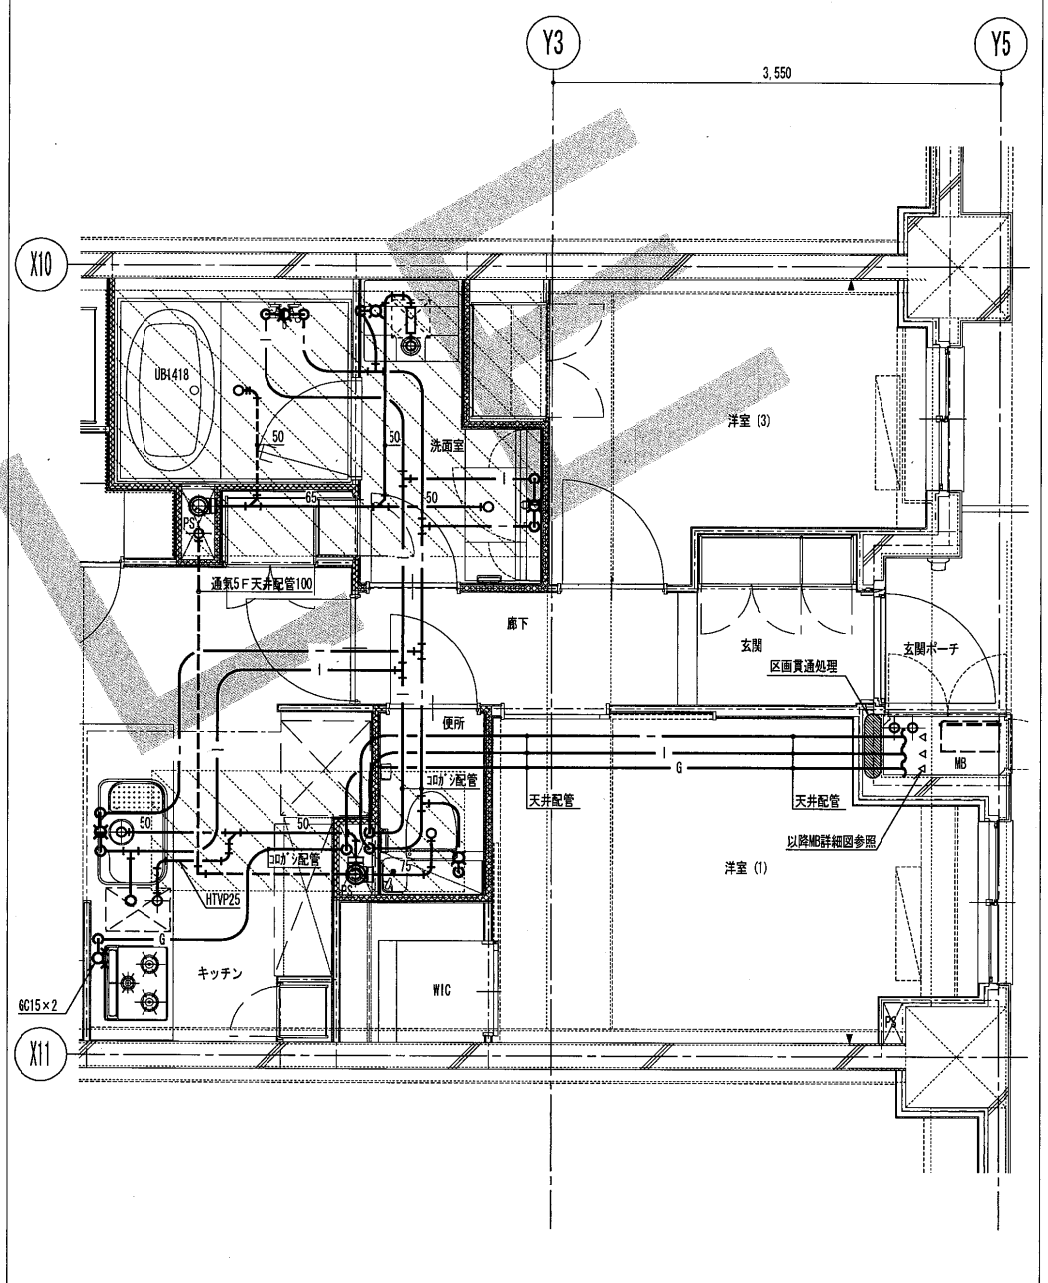 Y3
Y5
3,550
X10
UB1418
50
50
洗面室
洋室 (3)
65
50
PS
通気5F天井配管100
廊下
玄関
玄関ポーチ
区画貫通処理
便所
MB
G
コロガシ配管
天井配管
天井配管
以降MB詳細図参照
50
50
コロガシ配管
75
洋室 (1)
PS
HTVP25
G
キッチン
WIC
GC15×2
PS
X11